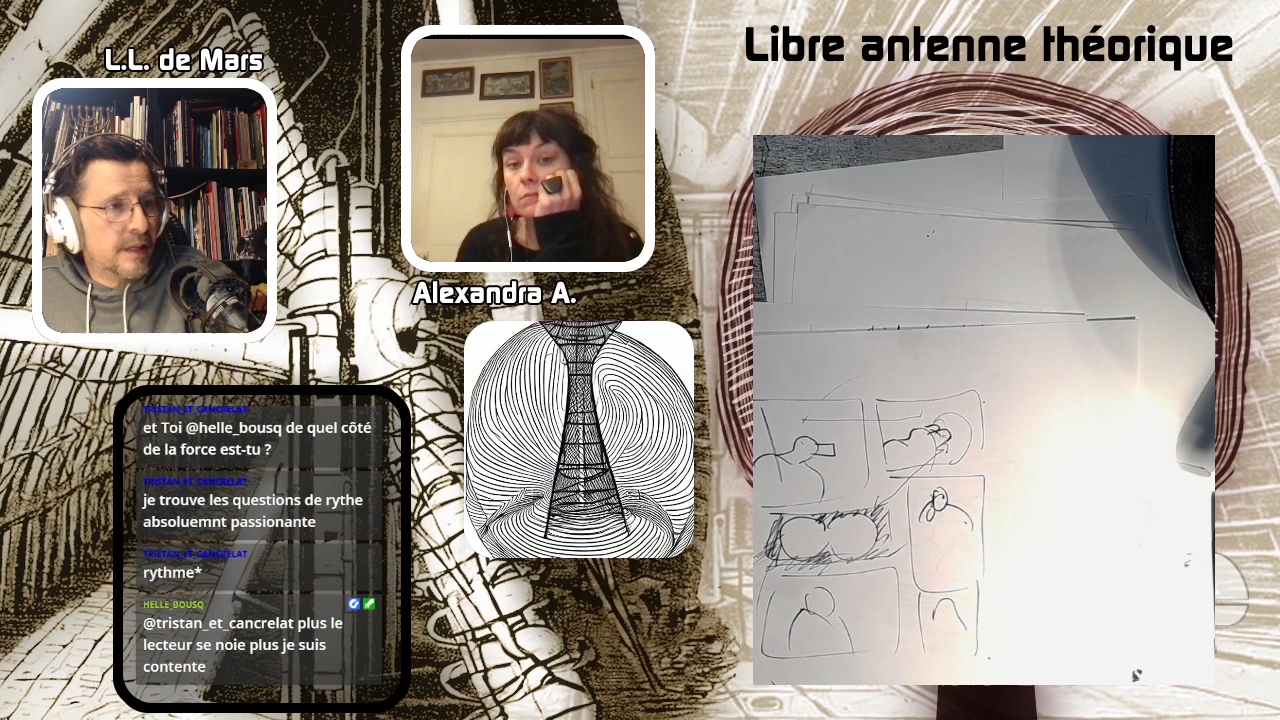 L.L. de Mars
Libre antenne théorique
Alexandra A.
TRISTAN_ET_CANCRELAT
et Toi @helle_bousq de quel côté
de la force est-tu ?
TRISTAN_ET_CANCRELAT
je trouve les questions de rythe
absoluemnt passionante
TRISTAN_ET_CANCRELAT
rythme*
HELLE_BOUSQ
@tristan_et_cancrelat plus le
lecteur se noie plus je suis
contente